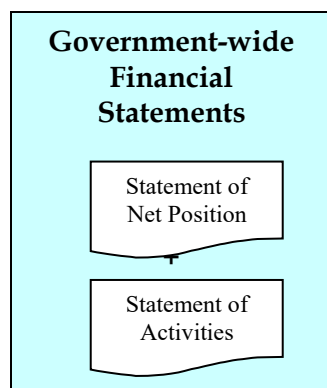 Government-wide
Financial
Statements
Statement of
Net Position
+
Statement of
Activities